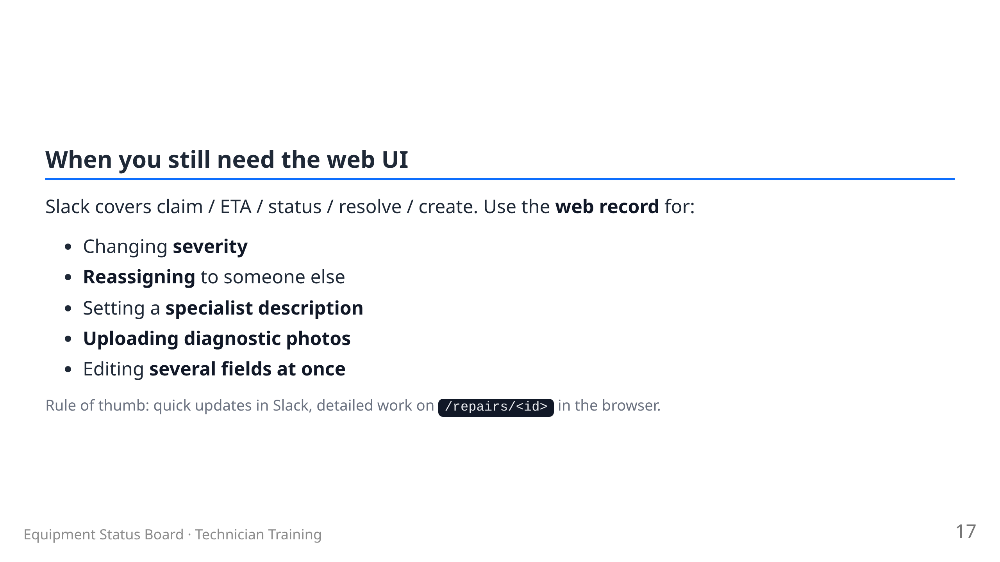 When you still need the web UI
Slack covers claim / ETA / status / resolve / create. Use the web record for:
• Changing severity
• Reassigning to someone else
• Setting a specialist description
• Uploading diagnostic photos
• Editing several fields at once
Rule of thumb: quick updates in Slack, detailed work on /repairs/<id> in the browser.
Equipment Status Board · Technician Training
17